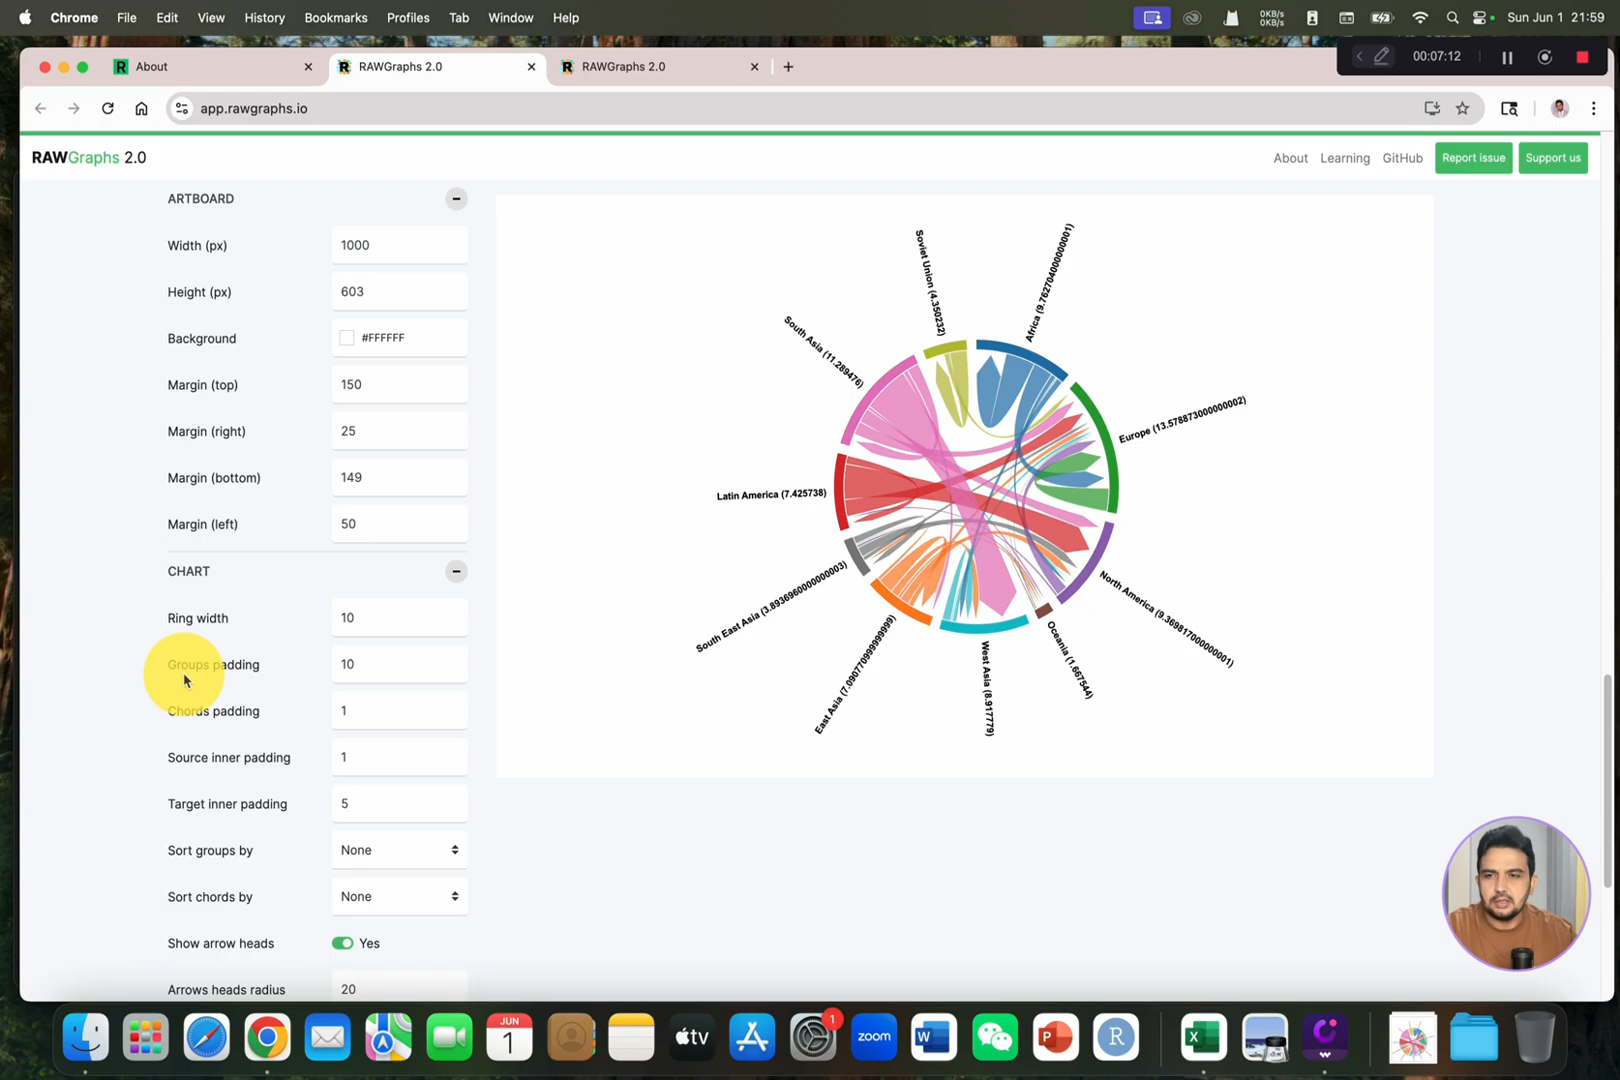 Chrome File Edit View History Bookmarks Profiles Tab Window Help
0KB/s
0KB/s
Sun Jun 1 21:59
About
RAWGraphs 2.0
RAWGraphs 2.0
00:07:12
app.rawgraphs.io
RAWGraphs 2.0
About Learning GitHub Report issue Support us
ARTBOARD
Width (px) 1000
Height (px) 603
Background #FFFFFF
Margin (top) 150
Margin (right) 25
Margin (bottom) 149
Margin (left) 50
CHART
Ring width 10
Groups padding 10
Chords padding 1
Source inner padding 1
Target inner padding 5
Sort groups by None
Sort chords by None
Show arrow heads Yes
Arrows heads radius 20
Soviet Union (4.350232)
Africa (9.762704000000001)
South Asia (11.289476)
Europe (13.578873000000002)
Latin America (7.425738)
South East Asia (3.8936960000000003)
North America (9.369817000000001)
East Asia (7.090770999999999)
West Asia (8.917779)
Oceania (1.667544)
JUN
1
tv
1
zoom
W
P
R
X